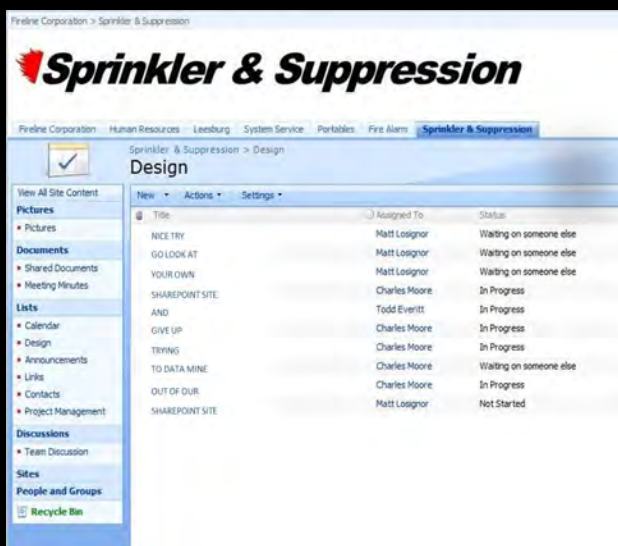 Fireline Corporation > Sprinkler & Suppression
Sprinkler & Suppression
Fireline Corporation Human Resources Leesburg System Service Portables Fire Alarm Sprinkler & Suppression
Sprinkler & Suppression > Design
Design
View All Site Content
Pictures
Pictures
Documents
Shared Documents
Meeting Minutes
Lists
Calendar
Design
Announcements
Links
Contacts
Project Management
Discussions
Team Discussion
Sites
People and Groups
Recycle Bin
New Actions Settings
Title Assigned To Status
NICE TRY Matt Losignor Waiting on someone else
GO LOOK AT Matt Losignor Waiting on someone else
YOUR OWN Matt Losignor Waiting on someone else
SHAREPOINT SITE Charles Moore In Progress
AND Todd Everitt In Progress
GIVE UP Charles Moore In Progress
TRYING Charles Moore In Progress
TO DATA MINE Charles Moore Waiting on someone else
OUT OF OUR Charles Moore In Progress
SHAREPOINT SITE Matt Losignor Not Started